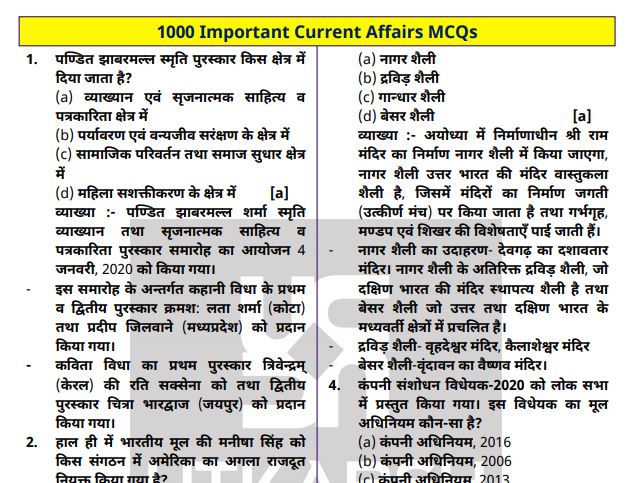 1000 Important Current Affairs MCQs
1. पण्डित झाबरमल्ल स्मृति पुरस्कार किस क्षेत्र में
दिया जाता है?
(a) व्याख्यान एवं सृजनात्मक साहित्य व
पत्रकारिता क्षेत्र में
(b) पर्यावरण एवं वन्यजीव सरंक्षण के क्षेत्र में
(c) सामाजिक परिवर्तन तथा समाज सुधार क्षेत्र
में
(d) महिला सशक्तीकरण के क्षेत्र में [a]
व्याख्या :- पण्डित झाबरमल्ल शर्मा स्मृति
व्याख्यान तथा सृजनात्मक साहित्य व
पत्रकारिता पुरस्कार समारोह का आयोजन 4
जनवरी, 2020 को किया गया।
- इस समारोह के अन्तर्गत कहानी विधा के प्रथम
व द्वितीय पुरस्कार क्रमश: लता शर्मा (कोटा)
तथा प्रदीप जिलवाने (मध्यप्रदेश) को प्रदान
किया गया।
- कविता विधा का प्रथम पुरस्कार त्रिवेन्द्रम्
(केरल) की रति सक्सेना को तथा द्वितीय
पुरस्कार चित्रा भारद्वाज (जयपुर) को प्रदान
किया गया।
2. हाल ही में भारतीय मूल की मनीषा सिंह को
किस संगठन में अमेरिका का अगला राजदूत
नियुक्त किया गया है?
(a) नागर शैली
(b) द्रविड़ शैली
(c) गान्धार शैली
(d) बेसर शैली [a]
व्याख्या :- अयोध्या में निर्माणाधीन श्री राम
मंदिर का निर्माण नागर शैली में किया जाएगा,
नागर शैली उत्तर भारत की मंदिर वास्तुकला
शैली है, जिसमें मंदिरों का निर्माण जगती
(उत्कीर्ण मंच) पर किया जाता है तथा गर्भगृह,
मण्डप एवं शिखर की विशेषताएँ पाई जाती हैं।
- नागर शैली का उदाहरण- देवगढ़ का दशावतार
मंदिर। नागर शैली के अतिरिक्त द्रविड़ शैली, जो
दक्षिण भारत की मंदिर स्थापत्य शैली है तथा
बेसर शैली जो उत्तर तथा दक्षिण भारत के
मध्यवर्ती क्षेत्रों में प्रचलित है।
- द्रविड़ शैली- वृहदेश्वर मंदिर, कैलाशेश्वर मंदिर
- बेसर शैली-वृंदावन का वैष्णव मंदिर।
4. कंपनी संशोधन विधेयक-2020 को लोक सभा
में प्रस्तुत किया गया। इस विधेयक का मूल
अधिनियम कौन-सा है?
(a) कंपनी अधिनियम, 2016
(b) कंपनी अधिनियम, 2006
(c) कंपनी अधिनियम, 2013